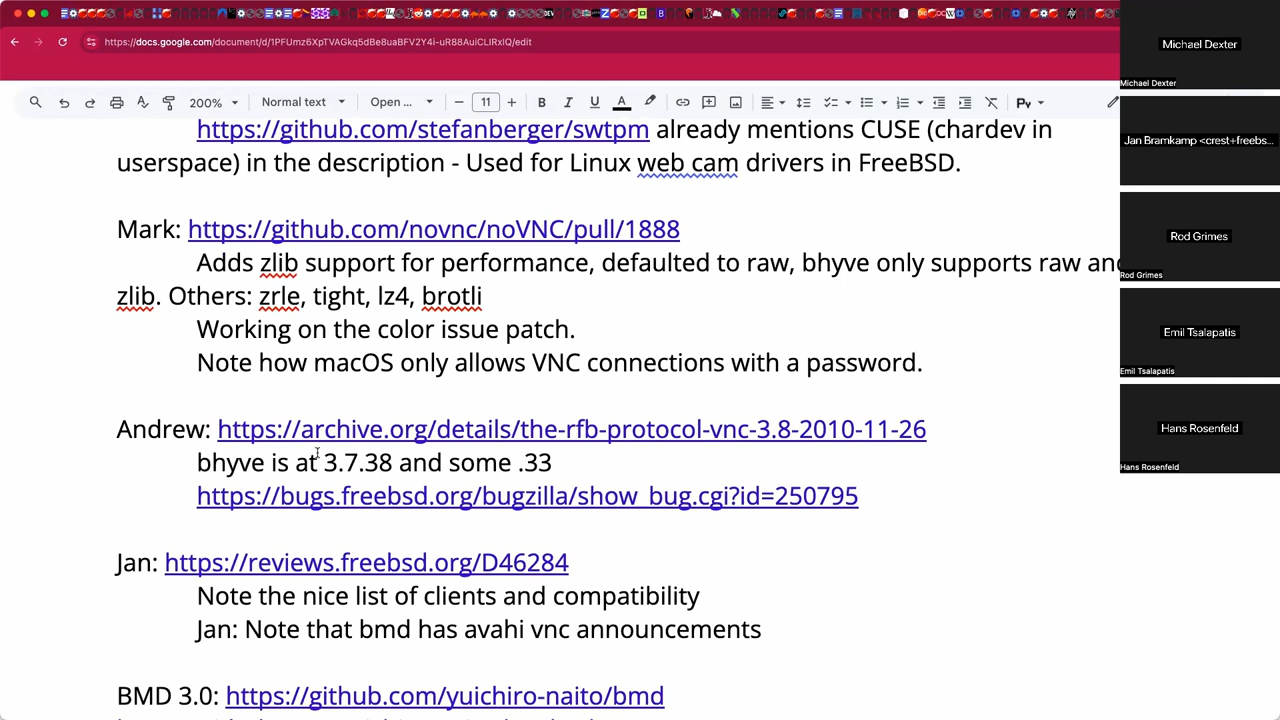 https://docs.google.com/document/d/1PFUmz6XpTVAGkq5dBe8uaBFV2Y4i-uR88AuiCLIRxIQ/edit
200%
Normal text
Open ...
11
https://github.com/stefanberger/swtpm already mentions CUSE (chardev in
userspace) in the description - Used for Linux web cam drivers in FreeBSD.
Mark: https://github.com/novnc/noVNC/pull/1888
Adds zlib support for performance, defaulted to raw, bhyve only supports raw and
zlib. Others: zrle, tight, lz4, brotli
Working on the color issue patch.
Note how macOS only allows VNC connections with a password.
Andrew: https://archive.org/details/the-rfb-protocol-vnc-3.8-2010-11-26
bhyve is at 3.7.38 and some .33
https://bugs.freebsd.org/bugzilla/show_bug.cgi?id=250795
Jan: https://reviews.freebsd.org/D46284
Note the nice list of clients and compatibility
Jan: Note that bmd has avahi vnc announcements
BMD 3.0: https://github.com/yuichiro-naito/bmd
Michael Dexter
Michael Dexter
Jan Bramkamp <crest+freebs...
Rod Grimes
Rod Grimes
Emil Tsalapatis
Emil Tsalapatis
Hans Rosenfeld
Hans Rosenfeld